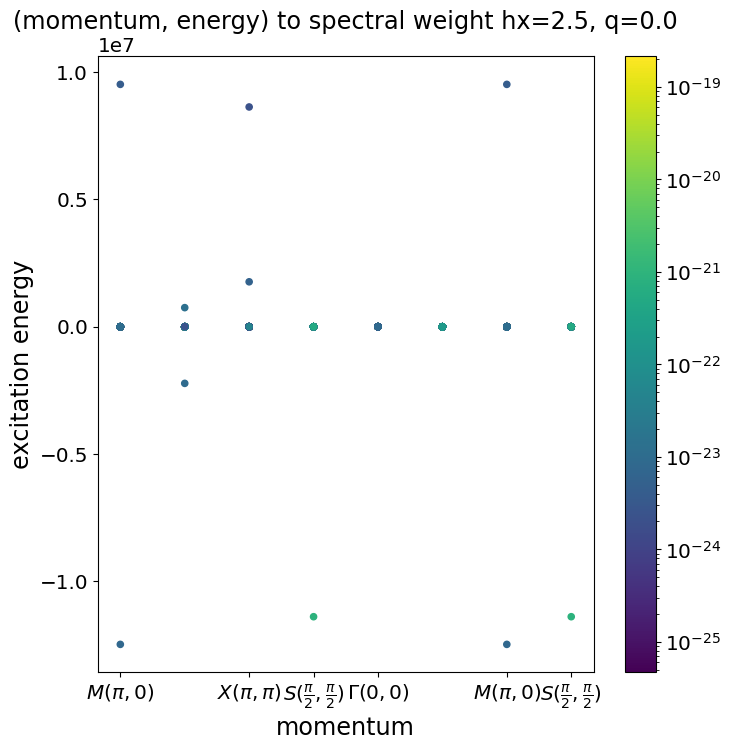 (momentum, energy) to spectral weight hx=2.5, q=0.0
1e7
1.0
0.5
0.0
−0.5
−1.0
excitation energy
M(π, 0)
X(π, π)
S(π/2, π/2)
Γ(0, 0)
M(π, 0)
S(π/2, π/2)
momentum
10⁻¹⁹
10⁻²⁰
10⁻²¹
10⁻²²
10⁻²³
10⁻²⁴
10⁻²⁵